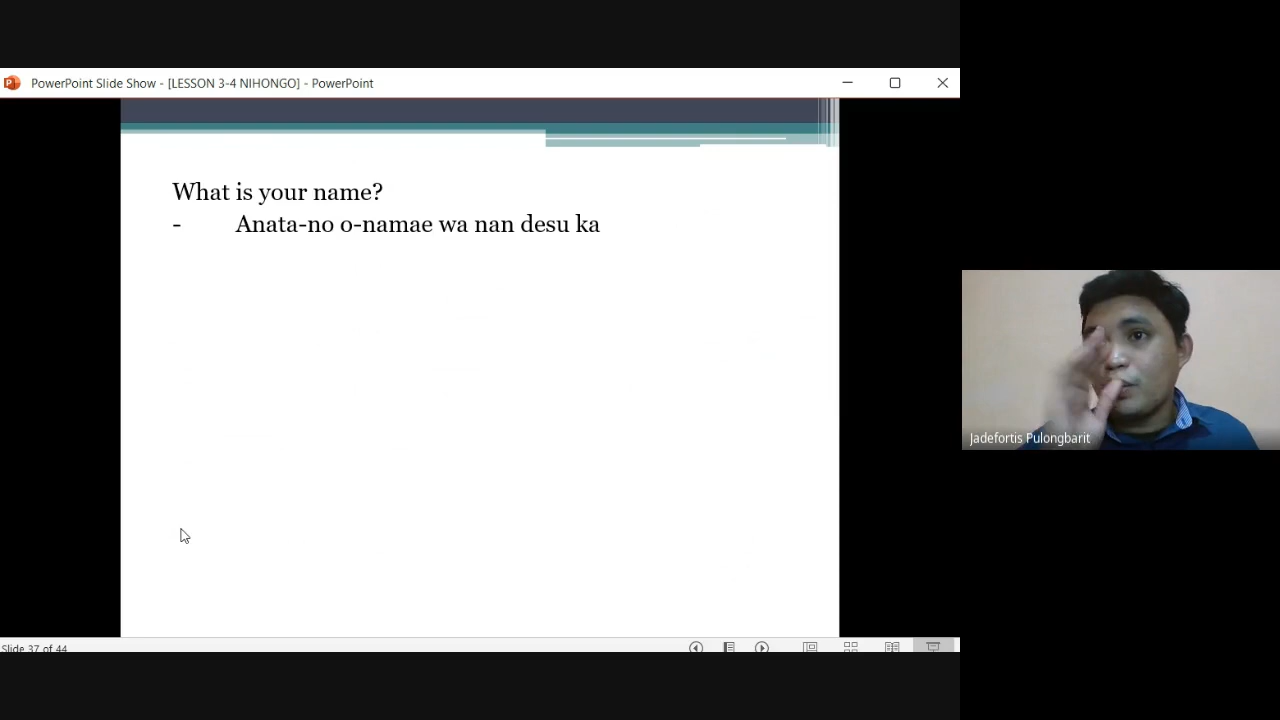 PowerPoint Slide Show - [LESSON 3-4 NIHONGO] - PowerPoint
What is your name?
- Anata-no o-namae wa nan desu ka
Jadefortis Pulongbarit
Slide 37 of 44